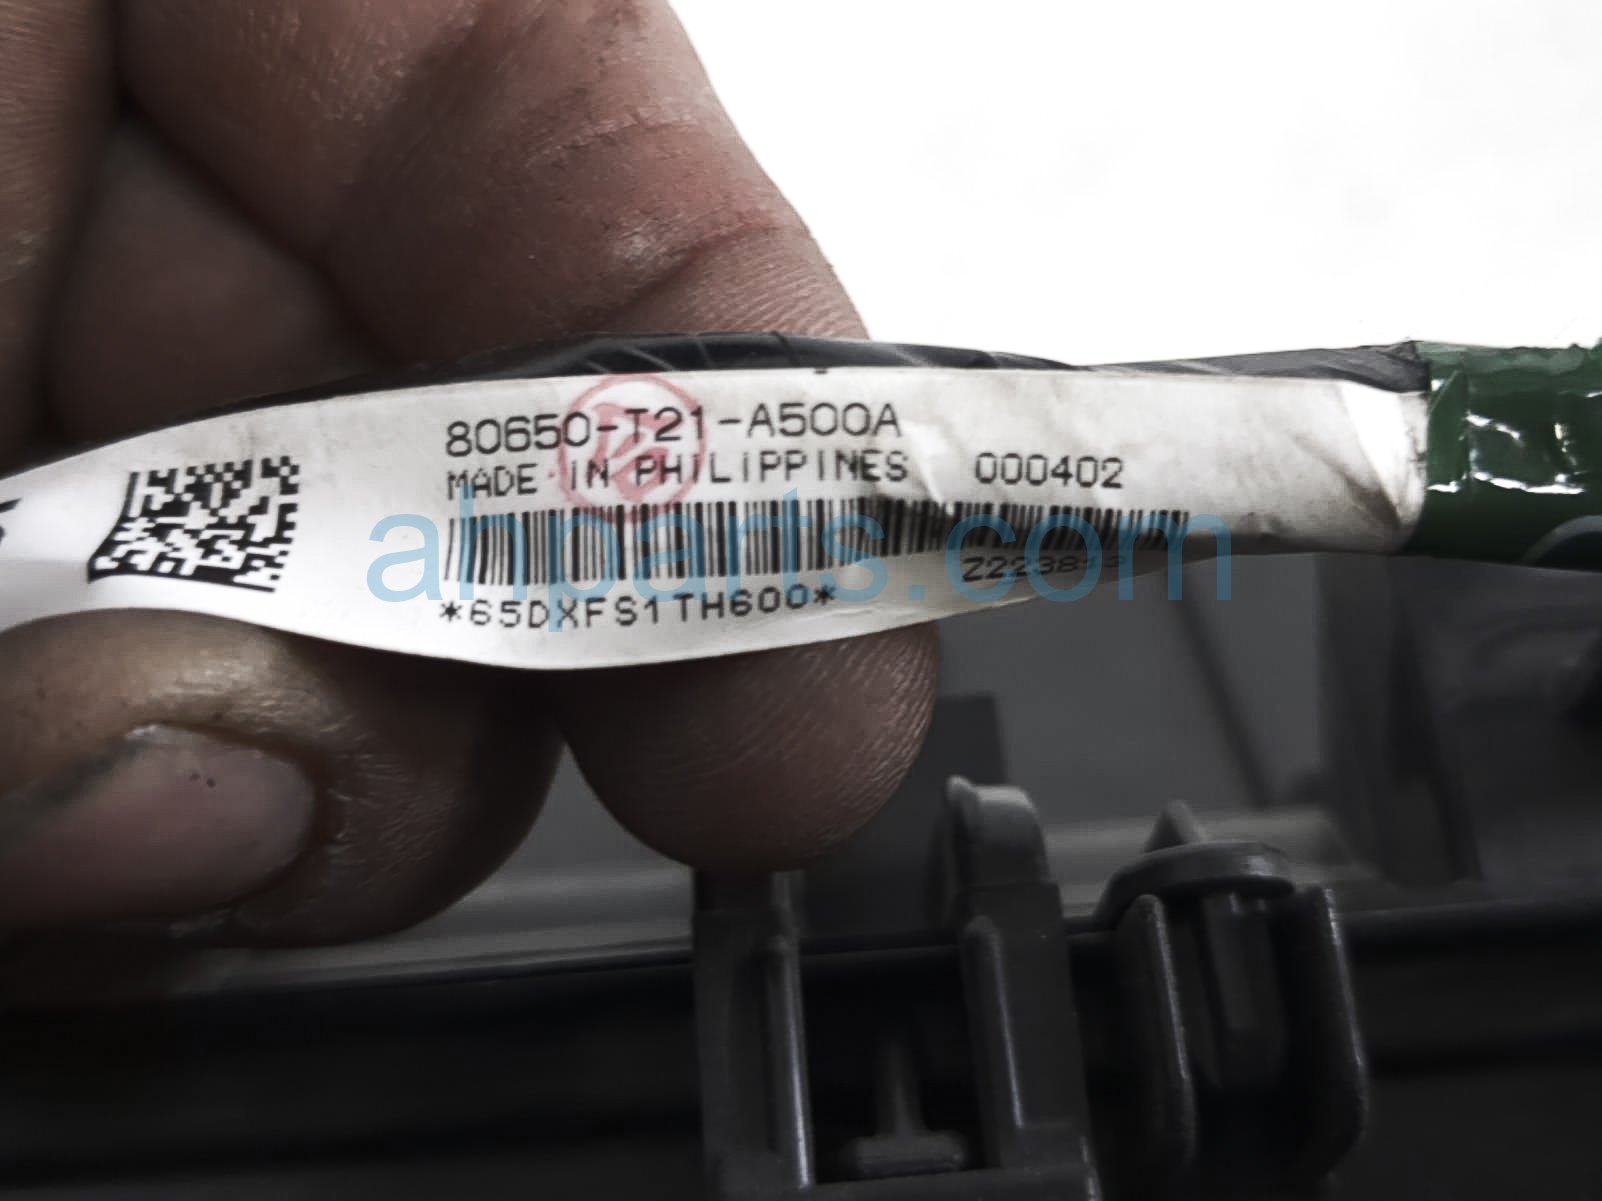 80650-T21-A500A
MADE IN PHILIPPINES 000402
ahparts.com
*65DXFS1TH600*